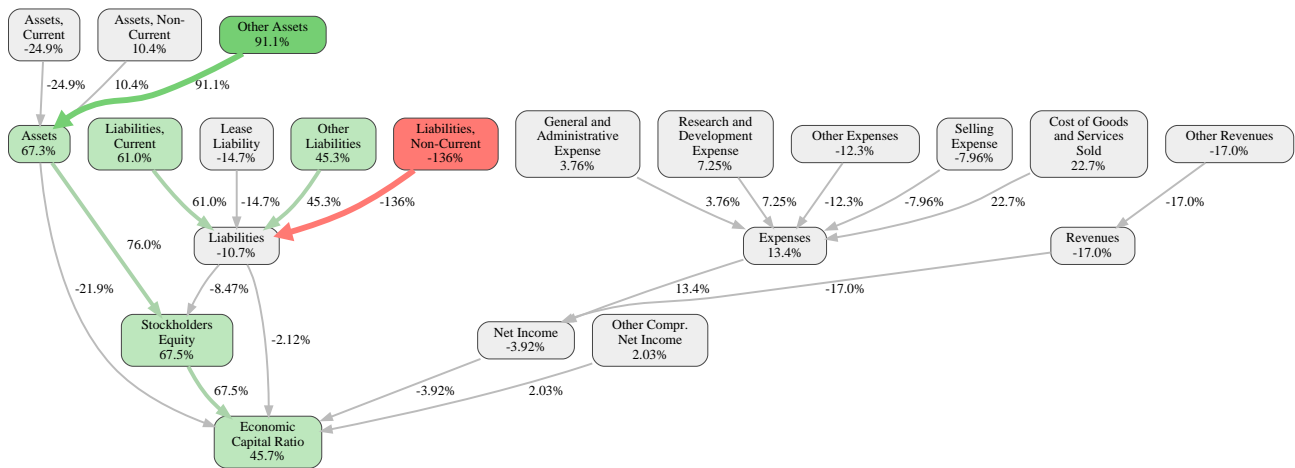 Assets,
Current
-24.9%
Assets, Non-
Current
10.4%
Other Assets
91.1%
-24.9%
10.4%
91.1%
Assets
67.3%
Liabilities,
Current
61.0%
Lease
Liability
-14.7%
Other
Liabilities
45.3%
Liabilities,
Non-Current
-136%
General and
Administrative
Expense
3.76%
Research and
Development
Expense
7.25%
Other Expenses
-12.3%
Selling
Expense
-7.96%
Cost of Goods
and Services
Sold
22.7%
Other Revenues
-17.0%
61.0%
-14.7%
45.3%
-136%
3.76%
7.25%
-12.3%
-7.96%
22.7%
-17.0%
Liabilities
-10.7%
Expenses
13.4%
Revenues
-17.0%
76.0%
-21.9%
-8.47%
-2.12%
13.4%
-17.0%
Stockholders
Equity
67.5%
Net Income
-3.92%
Other Compr.
Net Income
2.03%
67.5%
-3.92%
2.03%
Economic
Capital Ratio
45.7%